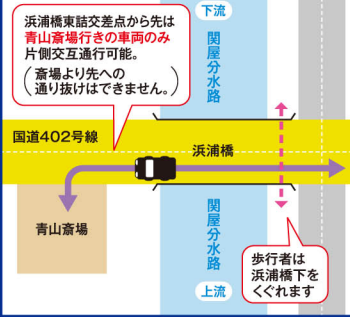 浜浦橋東詰交差点から先は
青山斎場行きの車両のみ
片側交互通行可能。
（斎場より先への
通り抜けはできません。）
下流
関屋分水路
国道402号線
浜浦橋
青山斎場
関屋分水路
上流
歩行者は
浜浦橋下を
くぐれます